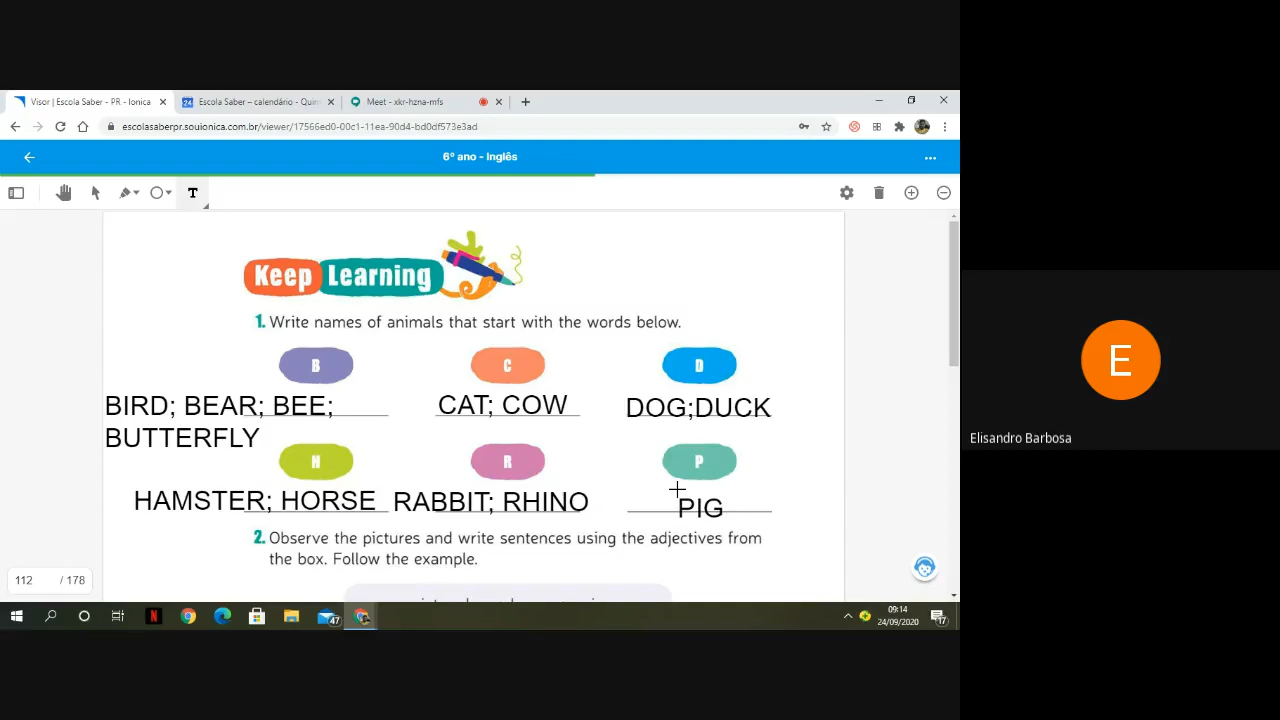 Visor | Escola Saber - PR - Ionica
Escola Saber – calendário - Quin
Meet - xkr-hzna-mfs
escolasaberpr.souionica.com.br/viewer/17566ed0-00c1-11ea-90d4-bd0df573e3ad
6º ano - Inglês
T
Keep Learning
1. Write names of animals that start with the words below.
B C D
BIRD; BEAR; BEE; CAT; COW DOG;DUCK
BUTTERFLY
H R P
HAMSTER; HORSE RABBIT; RHINO PIG
2. Observe the pictures and write sentences using the adjectives from
the box. Follow the example.
112 / 178
E
Elisandro Barbosa
N
47
09:14
24/09/2020
17